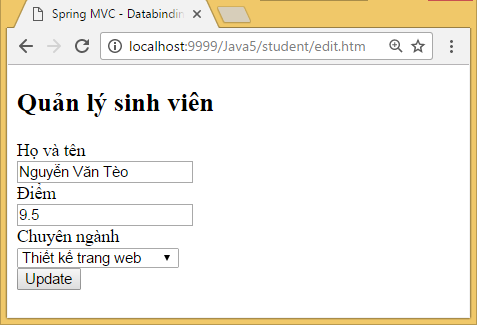 Spring MVC - Databindin
localhost:9999/Java5/student/edit.htm
Quản lý sinh viên
Họ và tên
Nguyễn Văn Tèo
Điểm
9.5
Chuyên ngành
Thiết kế trang web
Update